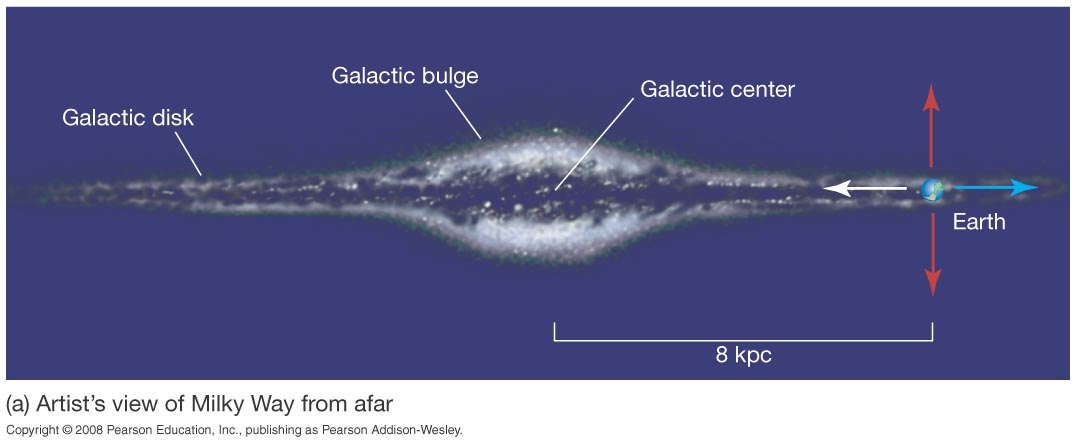 Galactic bulge
Galactic center
Galactic disk
Earth
8 kpc
(a) Artist's view of Milky Way from afar
Copyright © 2008 Pearson Education, Inc., publishing as Pearson Addison-Wesley.